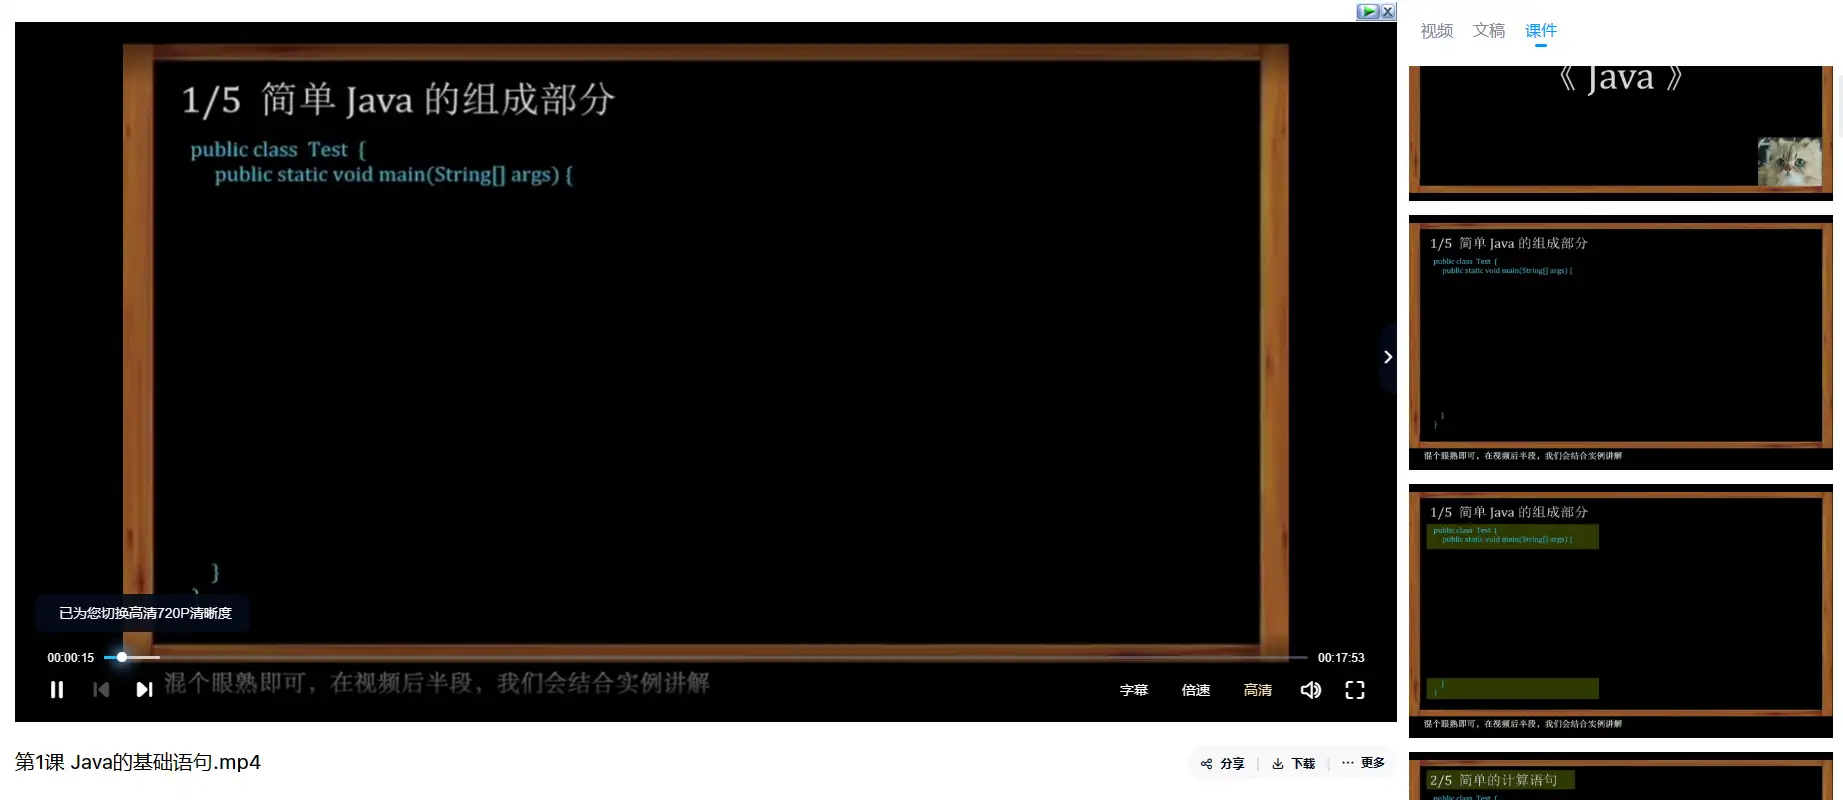 1/5 简单 Java 的组成部分
public class Test {
public static void main(String[] args) {
}
}
已为您切换高清720P清晰度
00:00:15
00:17:53
混个眼熟即可，在视频后半段，我们会结合实例讲解
字幕 倍速 高清
第1课 Java的基础语句.mp4
分享 下载 更多
视频 文稿 课件
《 Java 》
1/5 简单 Java 的组成部分
public class Test {
public static void main(String[] args) {
}
}
混个眼熟即可，在视频后半段，我们会结合实例讲解
1/5 简单 Java 的组成部分
public class Test {
public static void main(String[] args) {
}
}
混个眼熟即可，在视频后半段，我们会结合实例讲解
2/5 简单的计算语句
public class Test {